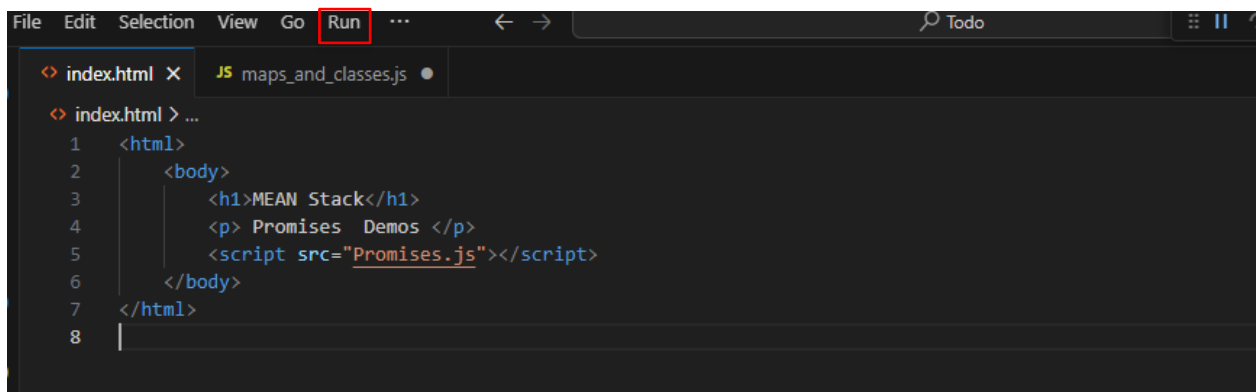 File Edit Selection View Go Run ··· ← → Todo
<> index.html × JS maps_and_classes.js ●
<> index.html > ...
1 <html>
2 <body>
3 <h1>MEAN Stack</h1>
4 <p> Promises  Demos </p>
5 <script src="Promises.js"></script>
6 </body>
7 </html>
8